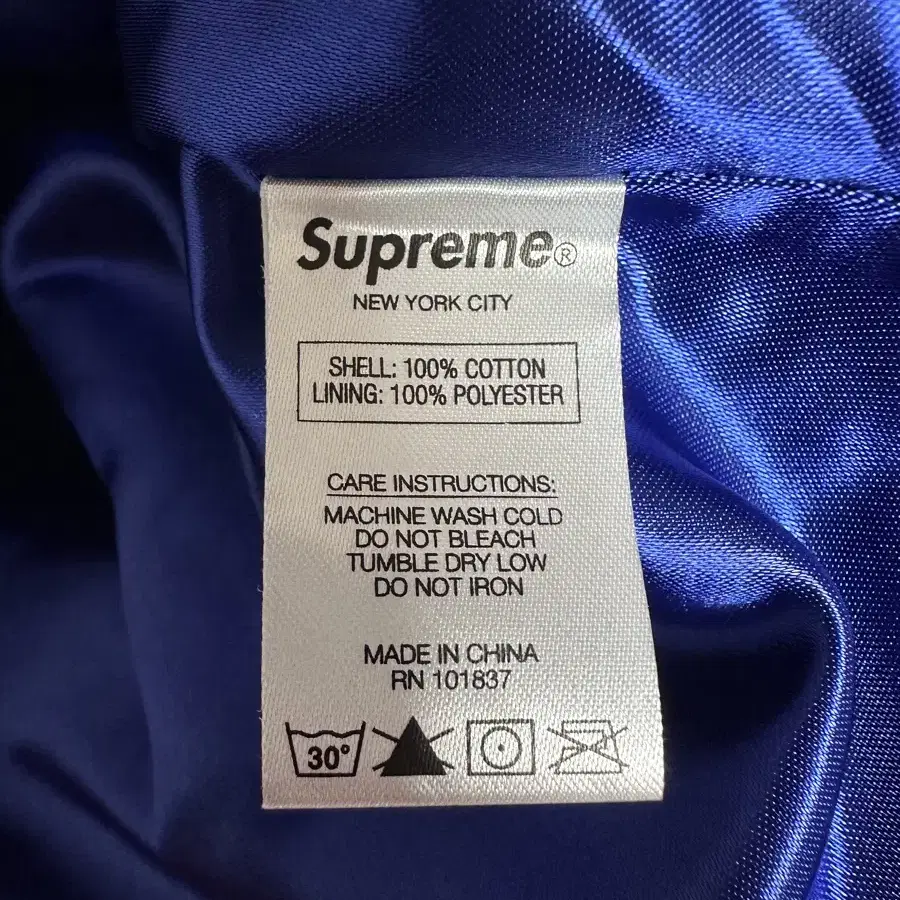 Supreme®
NEW YORK CITY
SHELL: 100% COTTON
LINING: 100% POLYESTER
CARE INSTRUCTIONS:
MACHINE WASH COLD
DO NOT BLEACH
TUMBLE DRY LOW
DO NOT IRON
MADE IN CHINA
RN 101837
30°